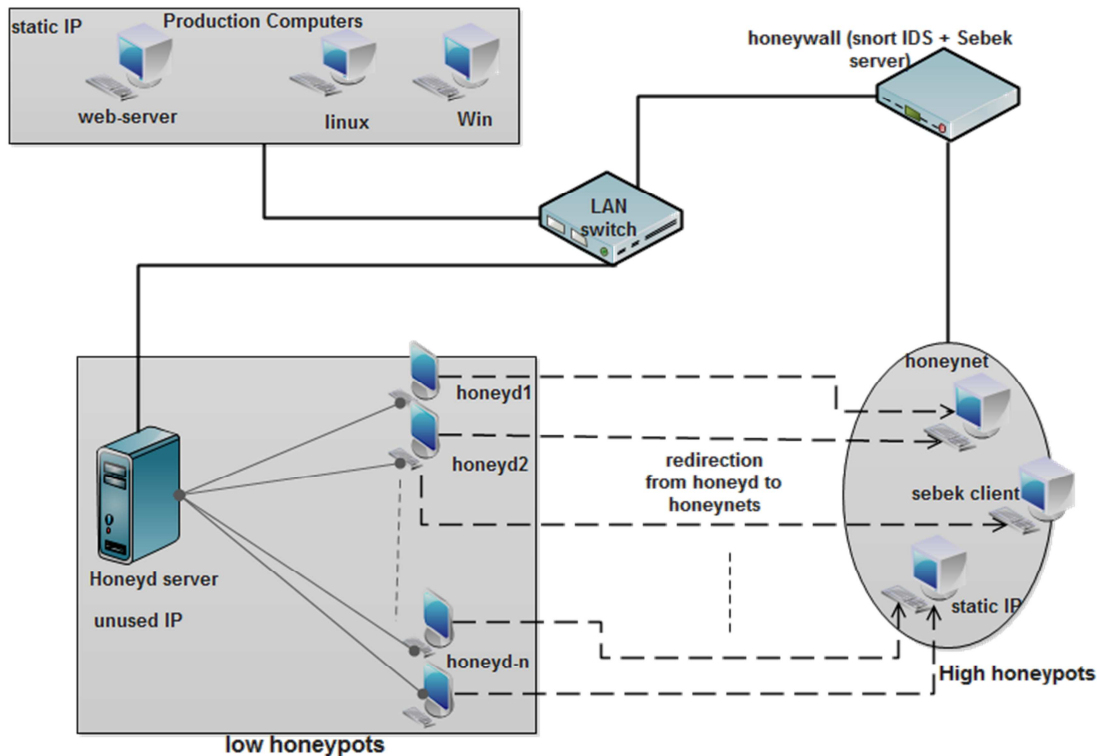 static IP
Production Computers
web-server
linux
Win
honeywall (snort IDS + Sebek
server)
LAN
switch
honeyd1
honeyd2
honeyd-n
Honeyd server
unused IP
low honeypots
redirection
from honeyd to
honeynets
honeynet
sebek client
static IP
High honeypots